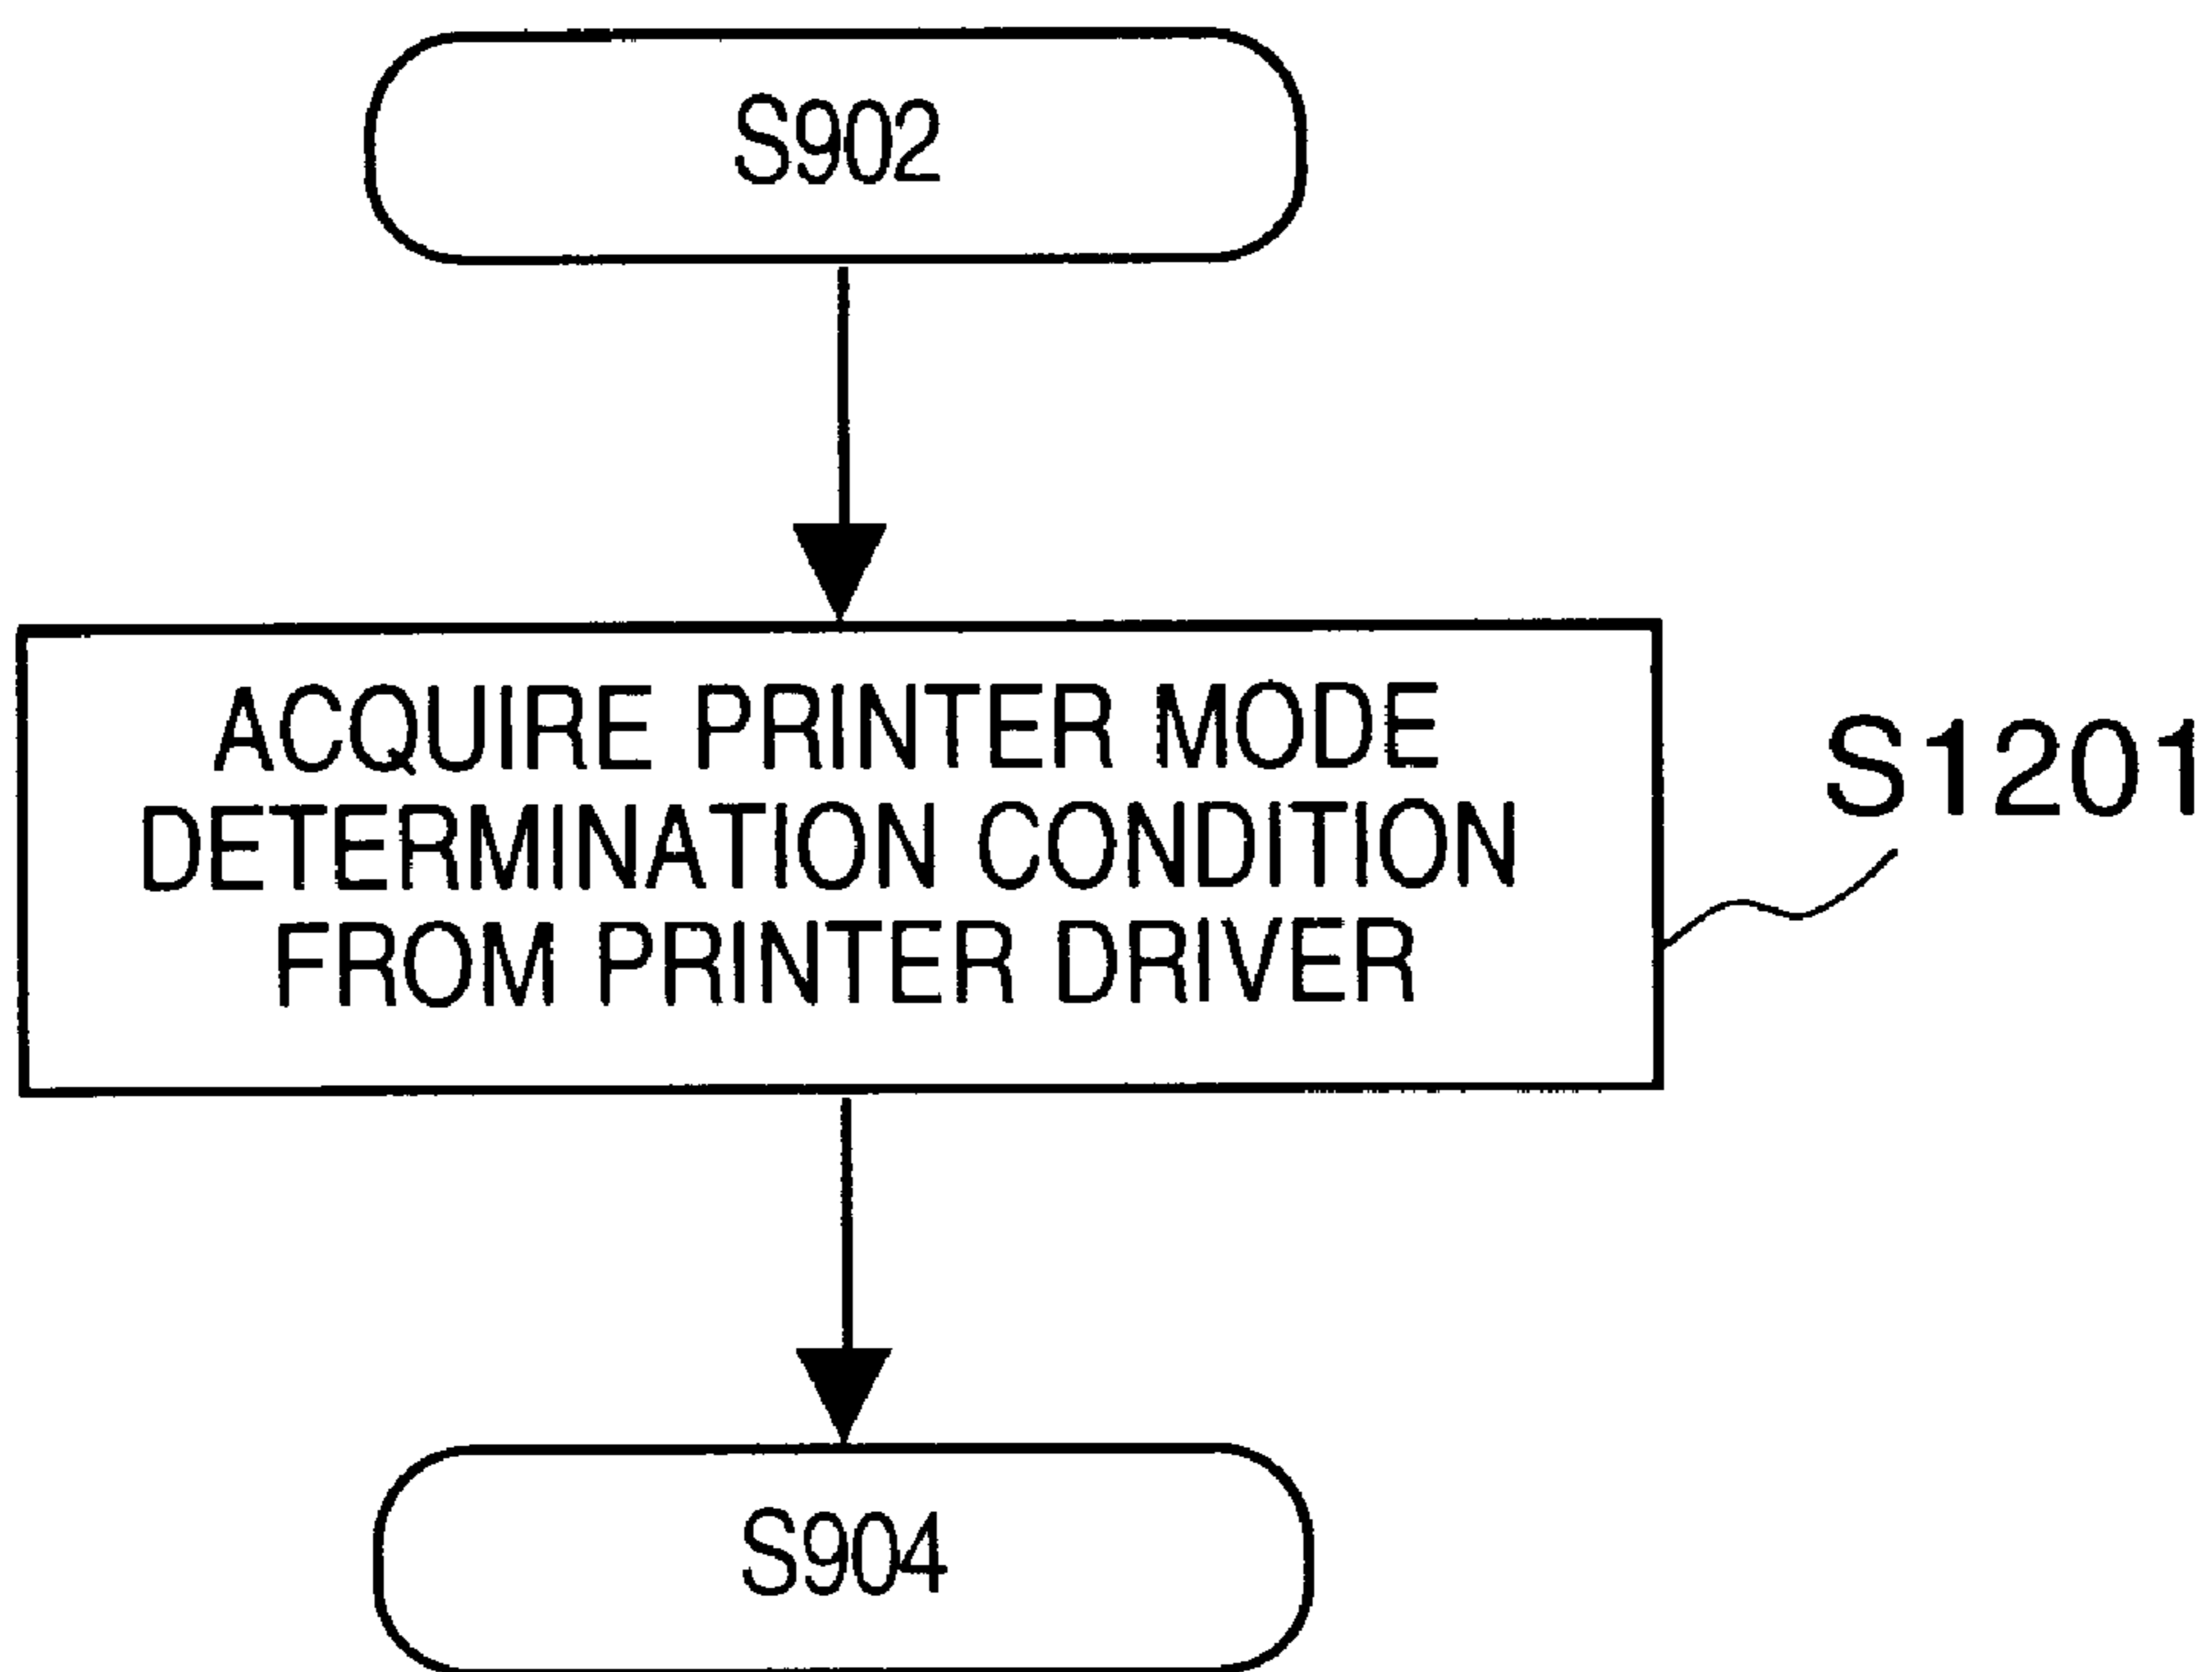 S902
ACQUIRE PRINTER MODE
DETERMINATION CONDITION
FROM PRINTER DRIVER
S1201
S904